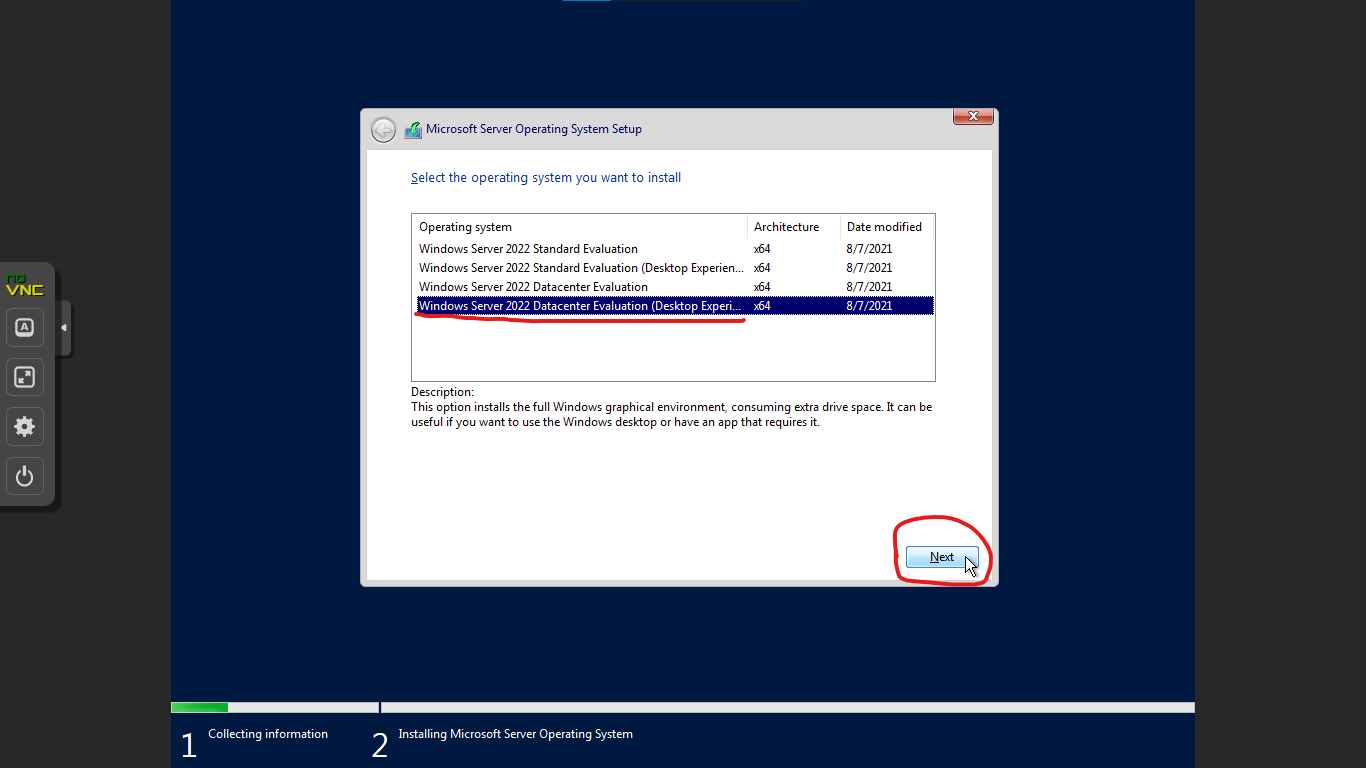 Microsoft Server Operating System Setup
Select the operating system you want to install
Operating system Architecture Date modified
Windows Server 2022 Standard Evaluation x64 8/7/2021
Windows Server 2022 Standard Evaluation (Desktop Experien... x64 8/7/2021
Windows Server 2022 Datacenter Evaluation x64 8/7/2021
Windows Server 2022 Datacenter Evaluation (Desktop Experi... x64 8/7/2021
Description:
This option installs the full Windows graphical environment, consuming extra drive space. It can be
useful if you want to use the Windows desktop or have an app that requires it.
no
VNC
A
Next
1 Collecting information 2 Installing Microsoft Server Operating System